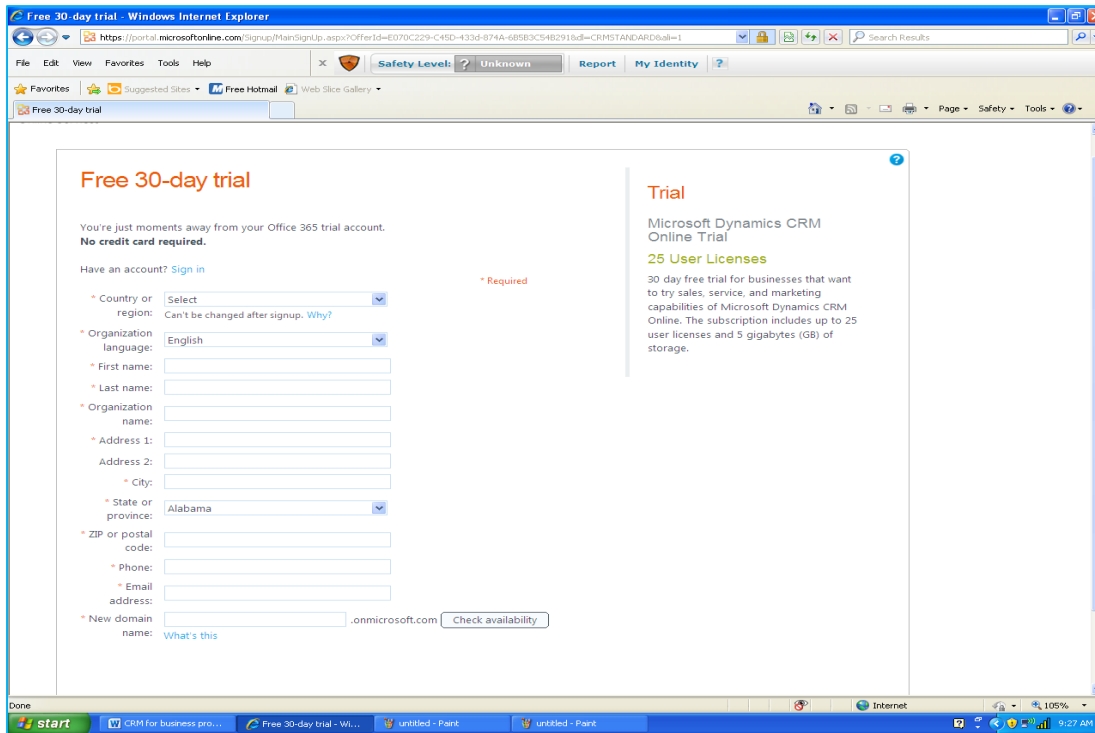 Free 30-day trial - Windows Internet Explorer
https://portal.microsoftonline.com/Signup/MainSignUp.aspx?OfferId=E070C229-C45D-433d-874A-6B5B3C54B2918&dl=CRMSTANDARD&ali=1
Search Results
File Edit View Favorites Tools Help x Safety Level: ? Unknown Report My Identity ?
Favorites Suggested Sites Free Hotmail Web Slice Gallery
Free 30-day trial Page Safety Tools
Free 30-day trial
You're just moments away from your Office 365 trial account.
No credit card required.
Have an account? Sign in
* Required
* Country or region: Select
Can't be changed after signup. Why?
* Organization language: English
* First name:
* Last name:
* Organization name:
* Address 1:
Address 2:
* City:
* State or province: Alabama
* ZIP or postal code:
* Phone:
* Email address:
* New domain name: .onmicrosoft.com Check availability
What's this
Trial
Microsoft Dynamics CRM
Online Trial
25 User Licenses
30 day free trial for businesses that want
to try sales, service, and marketing
capabilities of Microsoft Dynamics CRM
Online. The subscription includes up to 25
user licenses and 5 gigabytes (GB) of
storage.
Done Internet 105%
start CRM for business pro... Free 30-day trial - Wi... untitled - Paint untitled - Paint 9:27 AM